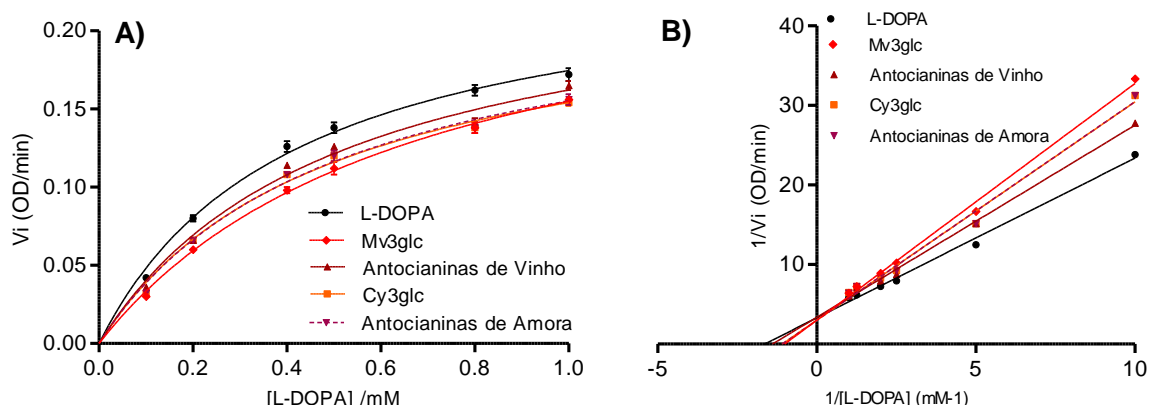 A)
0.20
0.15
0.10
0.05
0.00
Vi (OD/min)
L-DOPA
Mv3glc
Antocianinas de Vinho
Cy3glc
Antocianinas de Amora
0.0 0.2 0.4 0.6 0.8 1.0
[L-DOPA] /mM
B)
40
30
20
10
1/Vi (OD/min)
L-DOPA
Mv3glc
Antocianinas de Vinho
Cy3glc
Antocianinas de Amora
-5 0 5 10
1/[L-DOPA] (mM-1)